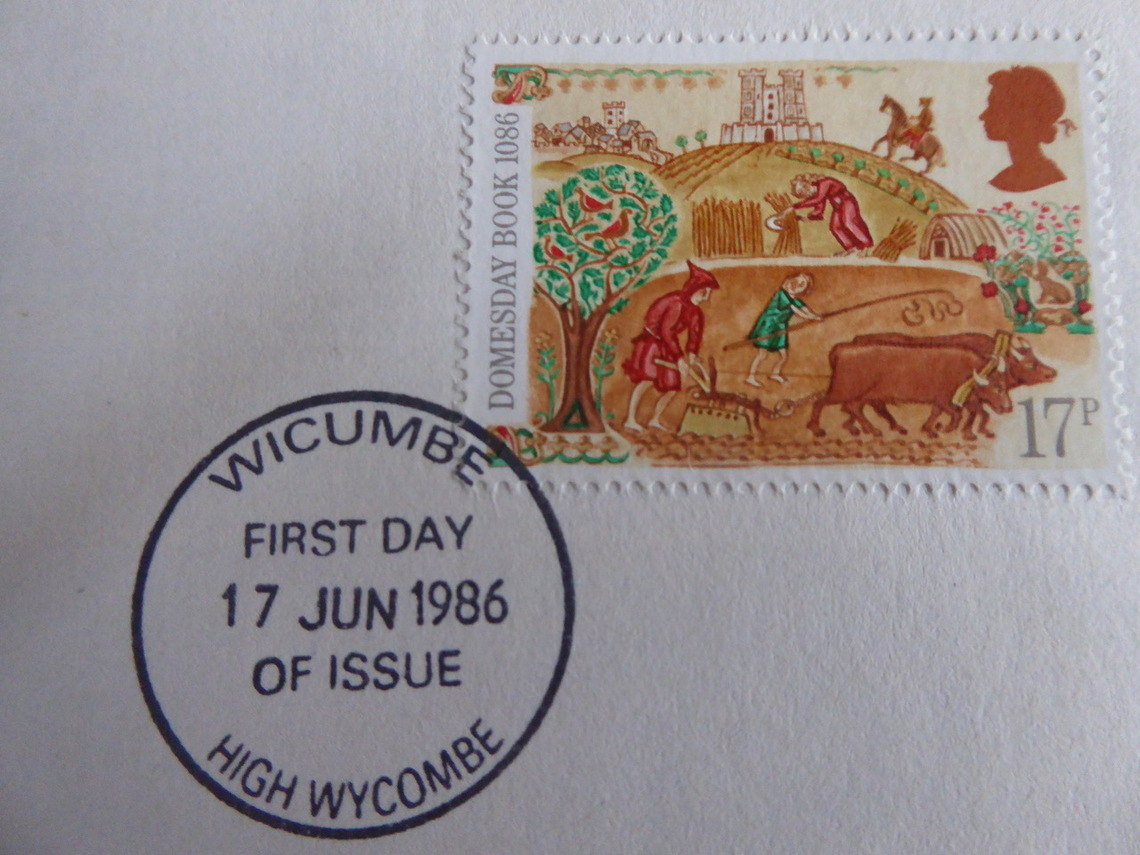 DOMESDAY BOOK 1086
17P
WICUMBE
FIRST DAY
17 JUN 1986
OF ISSUE
HIGH WYCOMBE